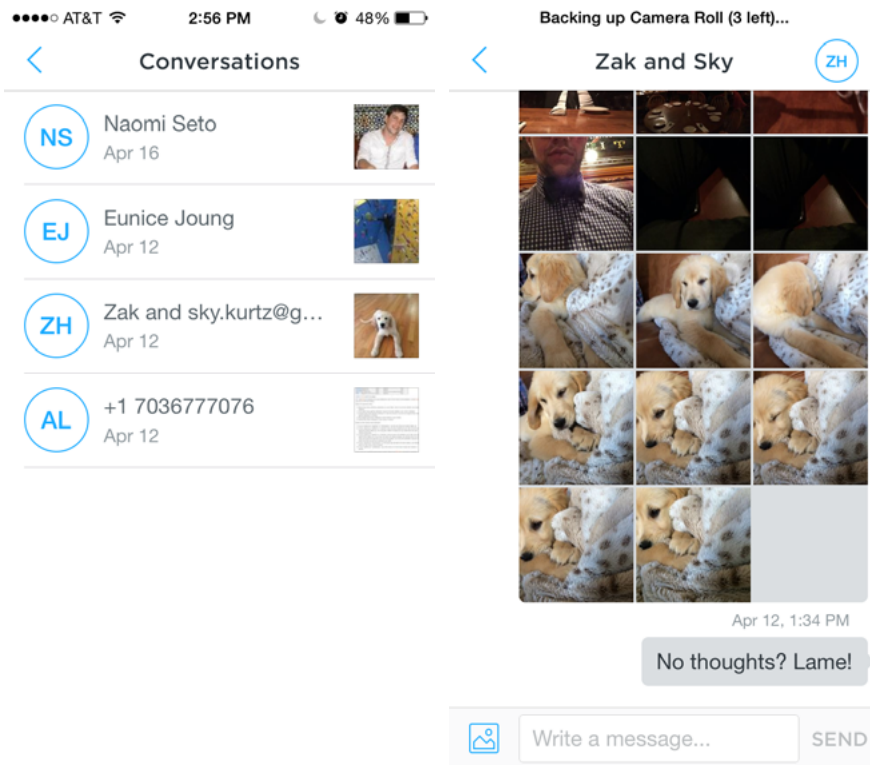 AT&T 2:56 PM 48%
Conversations
NS Naomi Seto
Apr 16
EJ Eunice Joung
Apr 12
ZH Zak and sky.kurtz@g...
Apr 12
AL +1 7036777076
Apr 12
Backing up Camera Roll (3 left)...
Zak and Sky ZH
Apr 12, 1:34 PM
No thoughts? Lame!
Write a message... SEND